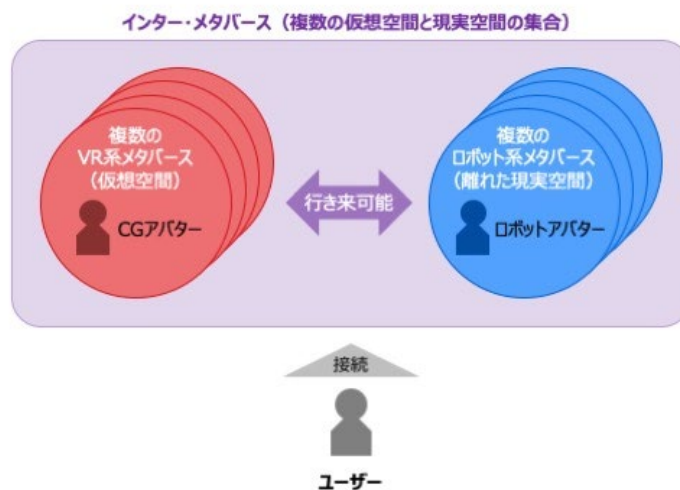 インター・メタバース（複数の仮想空間と現実空間の集合）
複数の
VR系メタバース
（仮想空間）
CGアバター
行き来可能
複数の
ロボット系メタバース
（離れた現実空間）
ロボットアバター
接続
ユーザー